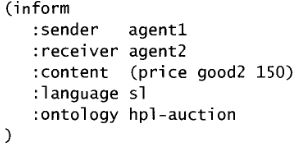 (inform
:sender agent1
:receiver agent2
:content (price good2 150)
:language sl
:ontology hpl-auction
)